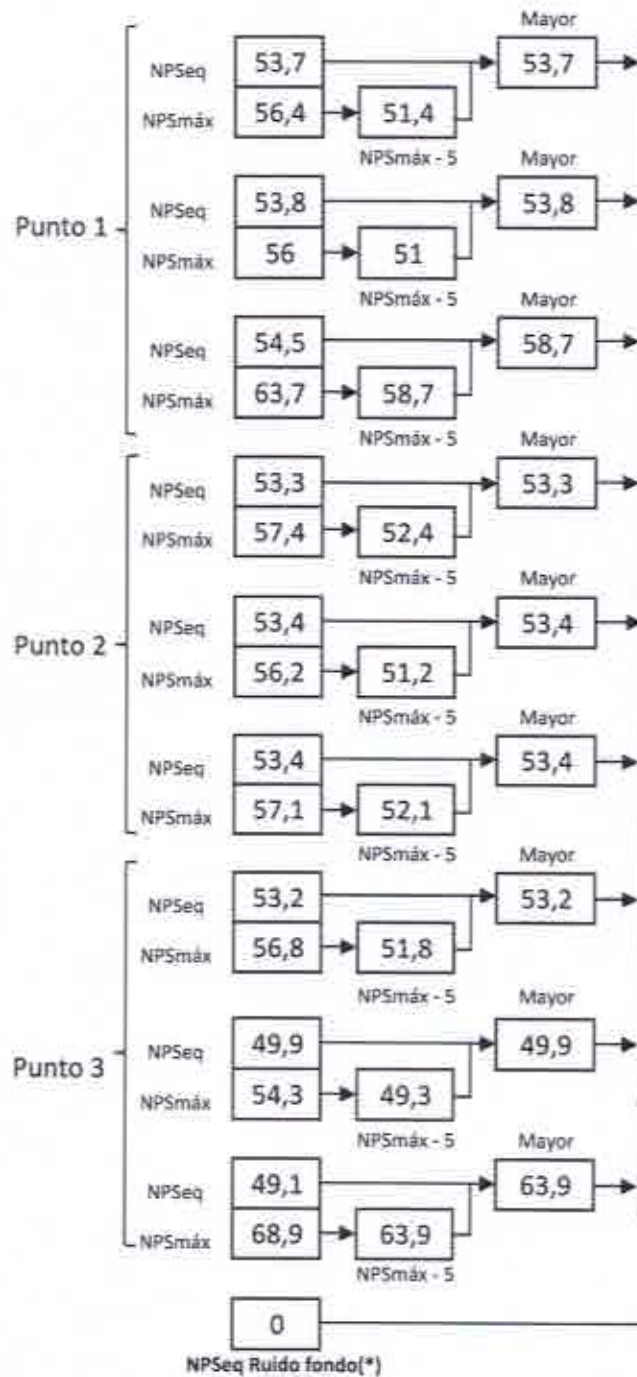 Mayor
NPSeq 53,7 53,7
NPSmáx 56,4 51,4
NPSmáx - 5
Mayor
NPSeq 53,8 53,8
Punto 1
NPSmáx 56 51
NPSmáx - 5
Mayor
NPSeq 54,5 58,7
NPSmáx 63,7 58,7
NPSmáx - 5
Mayor
NPSeq 53,3 53,3
NPSmáx 57,4 52,4
NPSmáx - 5
Mayor
NPSeq 53,4 53,4
Punto 2
NPSmáx 56,2 51,2
NPSmáx - 5
Mayor
NPSeq 53,4 53,4
NPSmáx 57,1 52,1
NPSmáx - 5
Mayor
NPSeq 53,2 53,2
NPSmáx 56,8 51,8
NPSmáx - 5
Mayor
NPSeq 49,9 49,9
Punto 3
NPSmáx 54,3 49,3
NPSmáx - 5
Mayor
NPSeq 49,1 63,9
NPSmáx 68,9 63,9
NPSmáx - 5
0
NPSeq Ruido fondo(*)